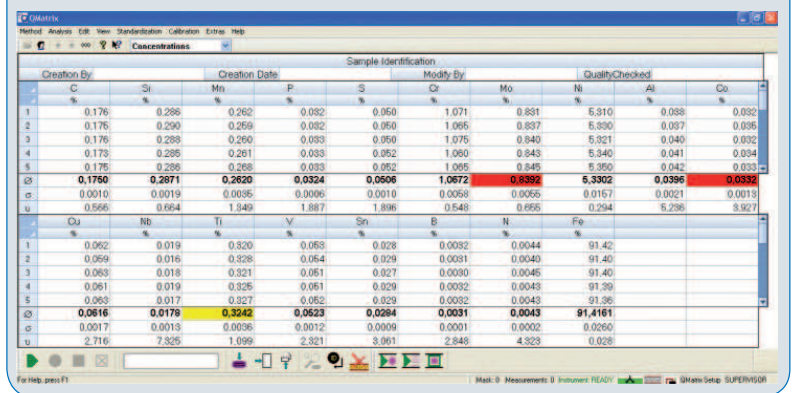 QMatrix
Method Analysis Edit View Standardization Calibration Extras Help
Concentrations
Sample Identification
Creation By Creation Date Modify By QualityChecked
C Si Mn P S Cr Mo Ni Al Co
% % % % % % % % % %
1 0.176 0.286 0.262 0.032 0.050 1.071 0.831 5.310 0.038 0.032
2 0.175 0.290 0.259 0.032 0.050 1.065 0.837 5.330 0.037 0.035
3 0.176 0.288 0.260 0.033 0.050 1.075 0.840 5.321 0.040 0.032
4 0.173 0.285 0.261 0.033 0.052 1.060 0.843 5.340 0.041 0.034
5 0.175 0.286 0.268 0.033 0.052 1.065 0.845 5.350 0.042 0.033
Ø 0,1750 0,2871 0,2620 0,0324 0,0506 1,0672 0,8392 5,3302 0,0396 0,0332
σ 0.0010 0.0019 0.0035 0.0006 0.0010 0.0058 0.0055 0.0157 0.0021 0.0013
υ 0.566 0.664 1.349 1.887 1.896 0.548 0.655 0.294 5.236 3.927
Cu Nb Ti V Sn B N Fe
% % % % % % % %
1 0.062 0.019 0.320 0.053 0.028 0.0032 0.0044 91.42
2 0.059 0.016 0.328 0.054 0.029 0.0031 0.0040 91.40
3 0.063 0.018 0.321 0.051 0.027 0.0030 0.0045 91.40
4 0.061 0.019 0.325 0.051 0.029 0.0032 0.0043 91.39
5 0.063 0.017 0.327 0.052 0.029 0.0032 0.0043 91.36
Ø 0,0616 0,0178 0,3242 0,0523 0,0284 0,0031 0,0043 91,4161
σ 0.0017 0.0013 0.0036 0.0012 0.0009 0.0001 0.0002 0.0260
υ 2.716 7.325 1.099 2.321 3.061 2.848 4.323 0.028
For Help, press F1
Mask: 0 Measurements 0 Instrument READY QMatrix Setup SUPERVISOR